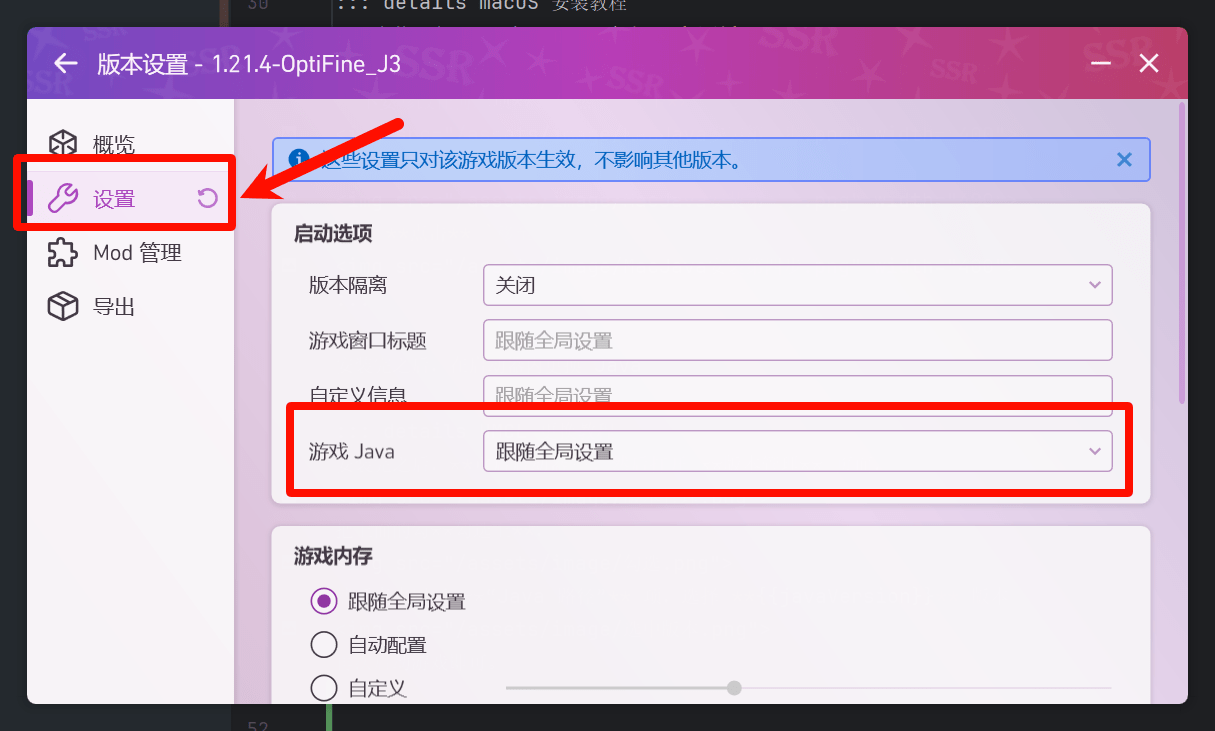 30
::: details macOS 安装教程
版本设置 - 1.21.4-OptiFine_J3
SSR
SSR
SSR
SSR
概览
设置
Mod 管理
导出
这些设置只对该游戏版本生效，不影响其他版本。
启动选项
版本隔离
关闭
游戏窗口标题
跟随全局设置
自定义信息
跟随全局设置
游戏 Java
跟随全局设置
游戏内存
跟随全局设置
自动配置
自定义
52